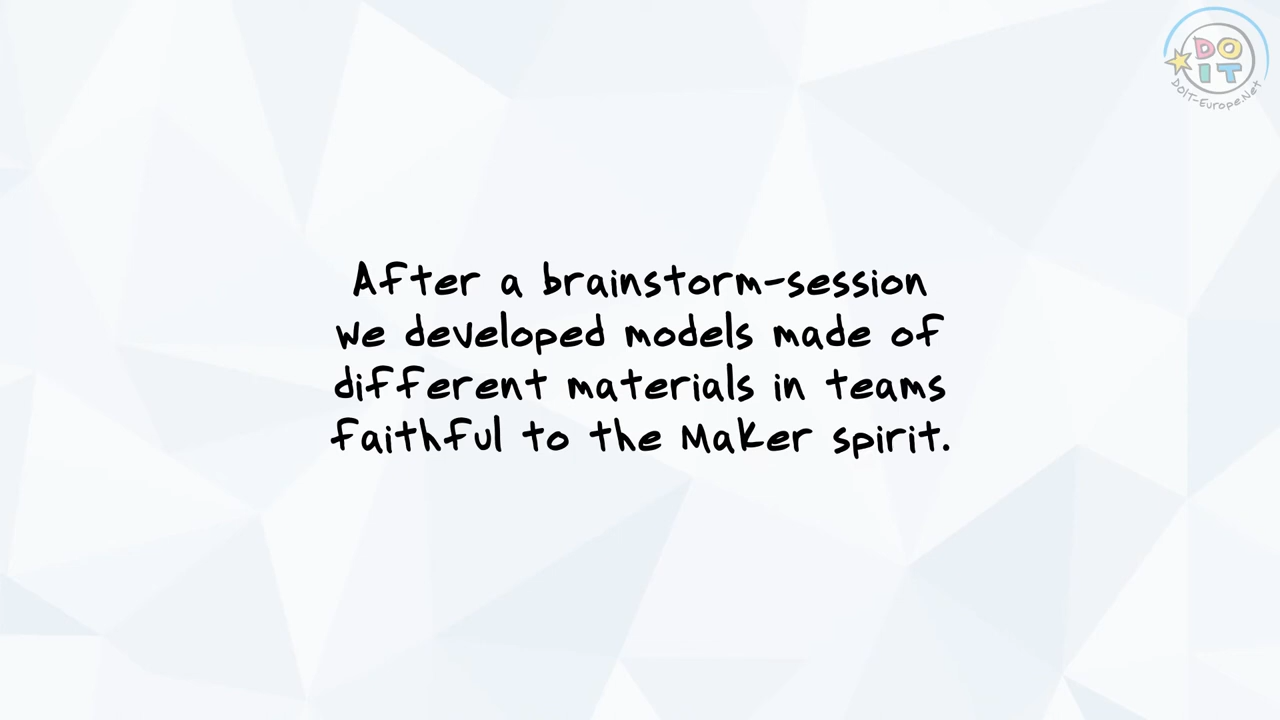 DO
IT
DOIT-Europe.Net
After a brainstorm-session
we developed models made of
different materials in teams
faithful to the Maker spirit.